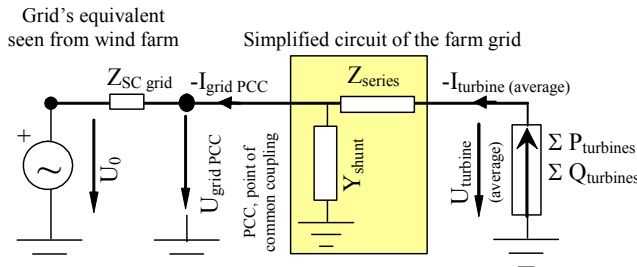 Grid's equivalent
seen from wind farm
Simplified circuit of the farm grid
Z_SC grid
-I_grid PCC
Z_series
-I_turbine (average)
+
~
U_0
U_grid PCC
PCC, point of
common coupling
Y_shunt
U_turbine
(average)
Σ P_turbines
Σ Q_turbines